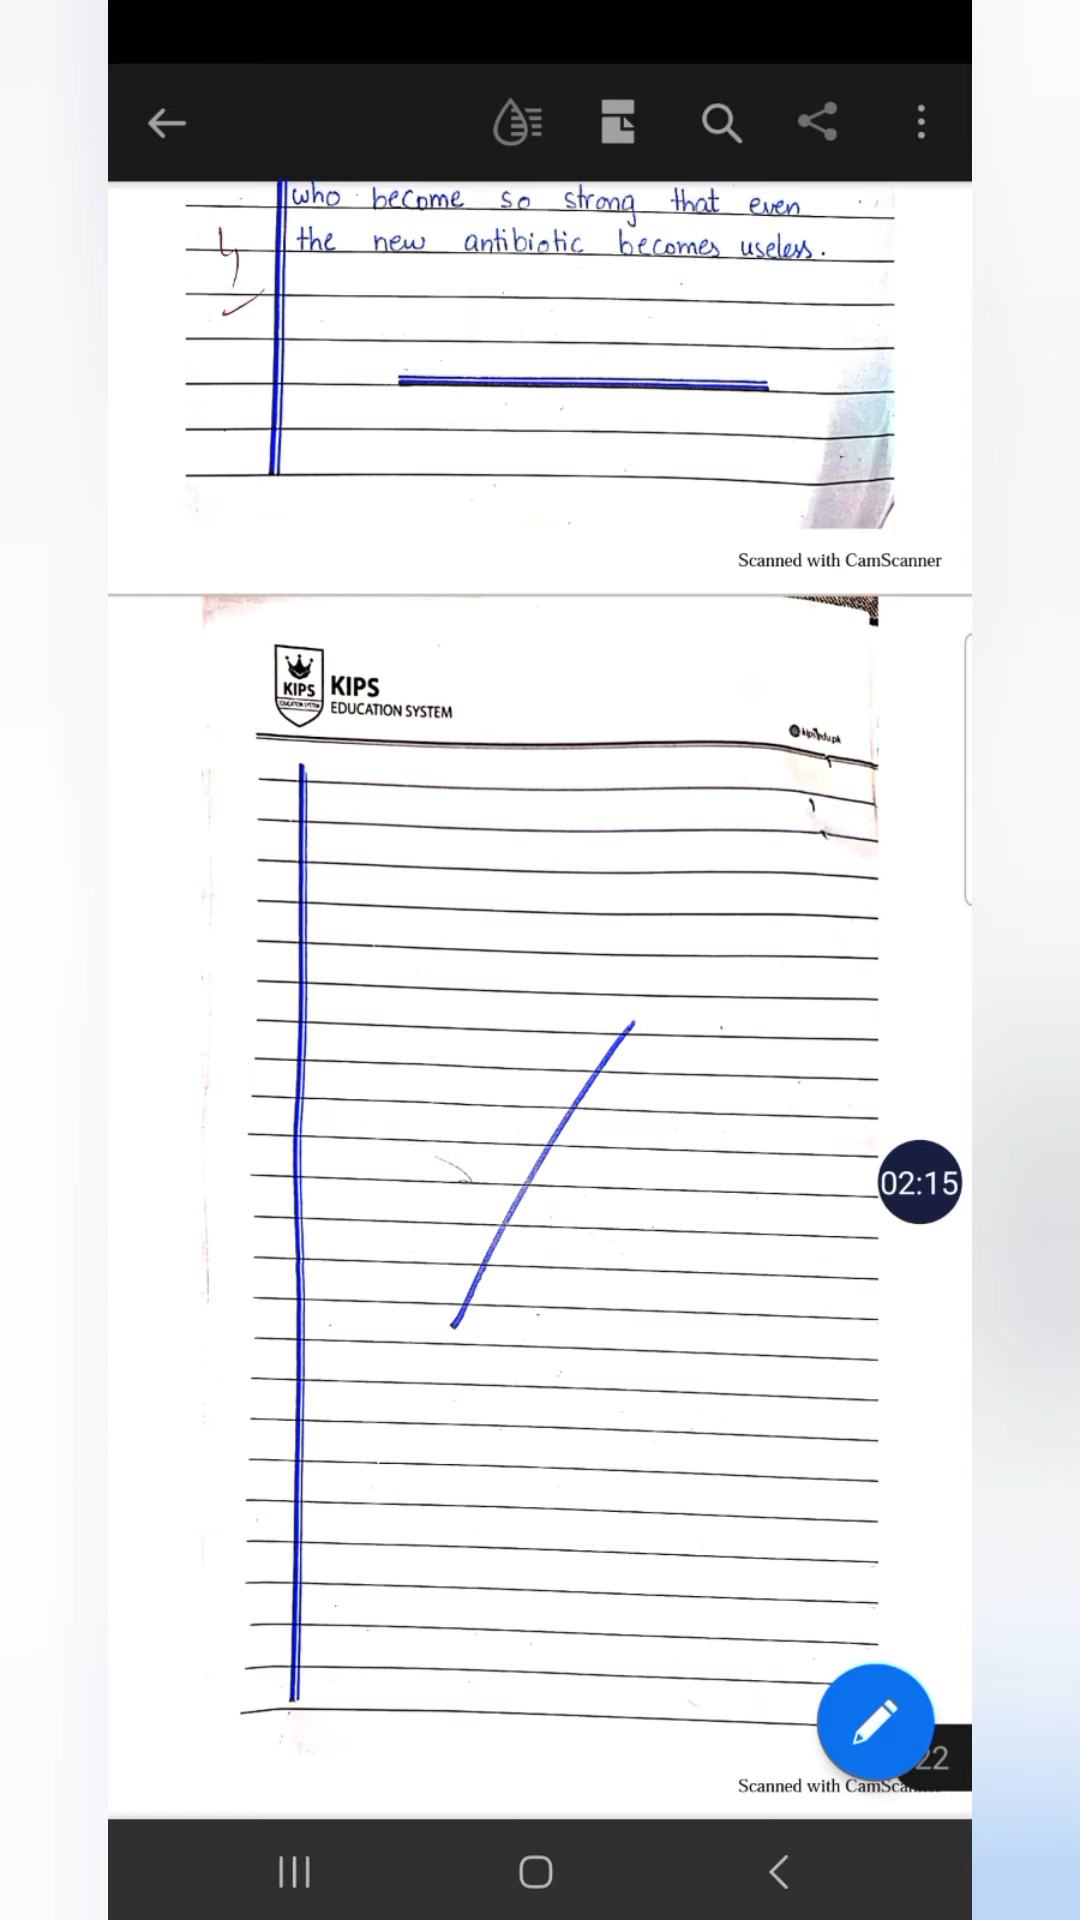 who become so strong that even
the new antibiotic becomes useless.
Scanned with CamScanner
KIPS
KIPS
EDUCATION SYSTEM
02:15
22
Scanned with